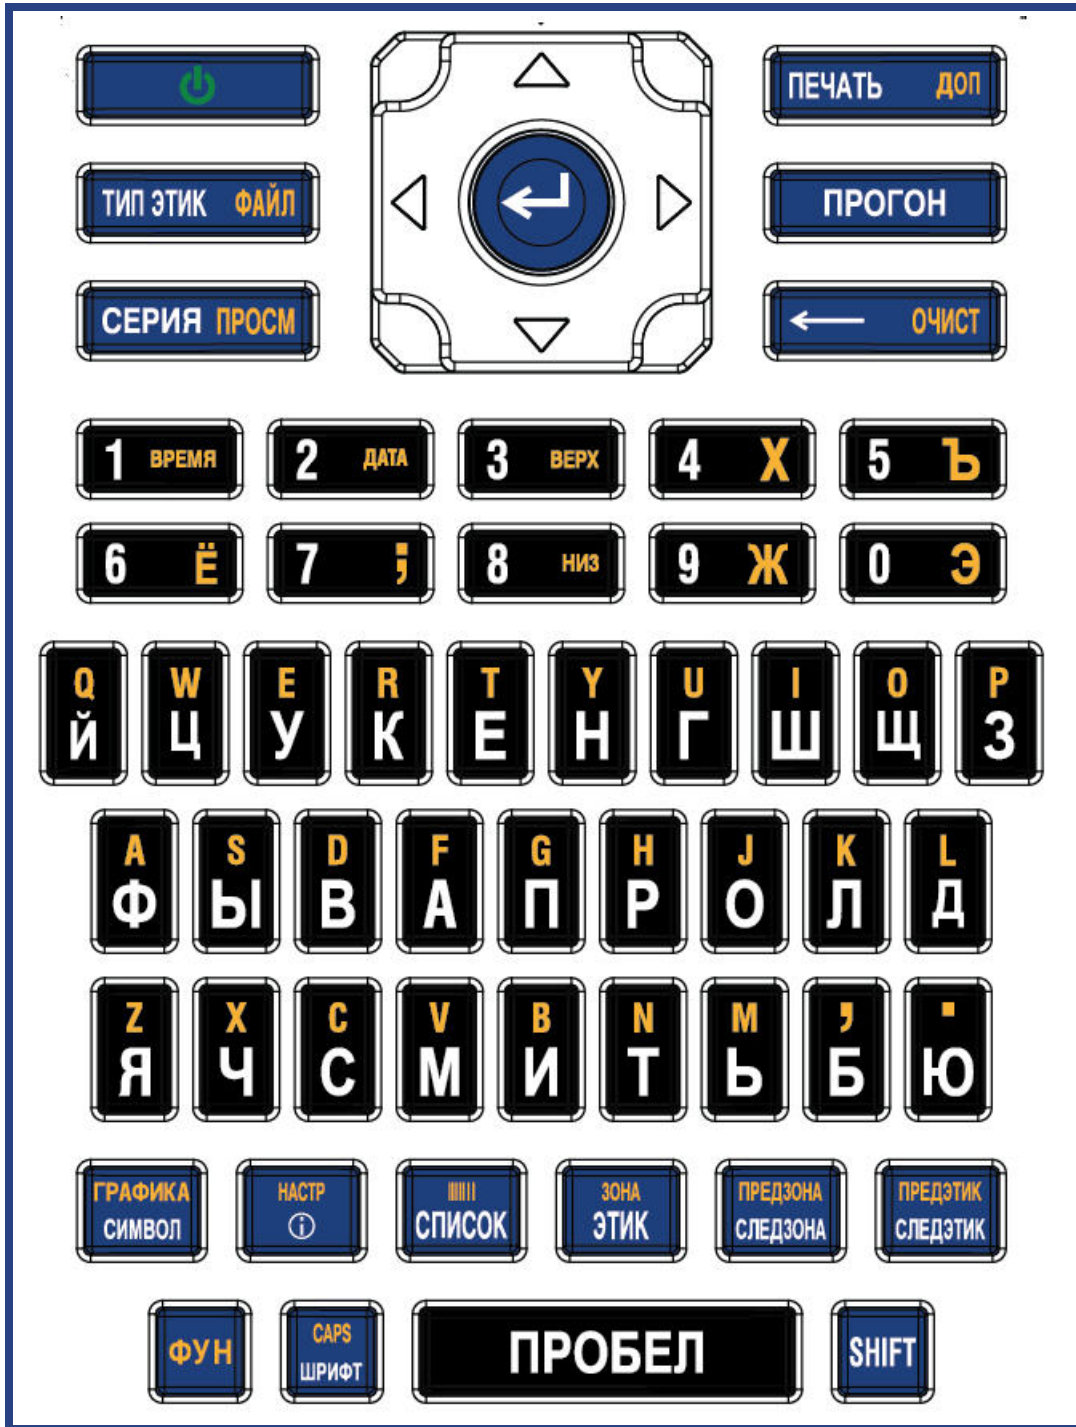 ПЕЧАТЬ ДОП
ТИП ЭТИК ФАЙЛ
ПРОГОН
СЕРИЯ ПРОСМ
ОЧИСТ
1 ВРЕМЯ 2 ДАТА 3 ВЕРХ 4 Х 5 Ъ
6 Ё 7 ; 8 НИЗ 9 Ж 0 Э
Q W E R T Y U I O P
Й Ц У К Е Н Г Ш Щ З
A S D F G H J K L
Ф Ы В А П Р О Л Д
Z X C V B N M , .
Я Ч С М И Т Ь Б Ю
ГРАФИКА НАСТР ЗОНА ПРЕДЗОНА ПРЕДЭТИК
СИМВОЛ СПИСОК ЭТИК СЛЕДЗОНА СЛЕДЭТИК
ФУН CAPS ПРОБЕЛ SHIFT
ШРИФТ